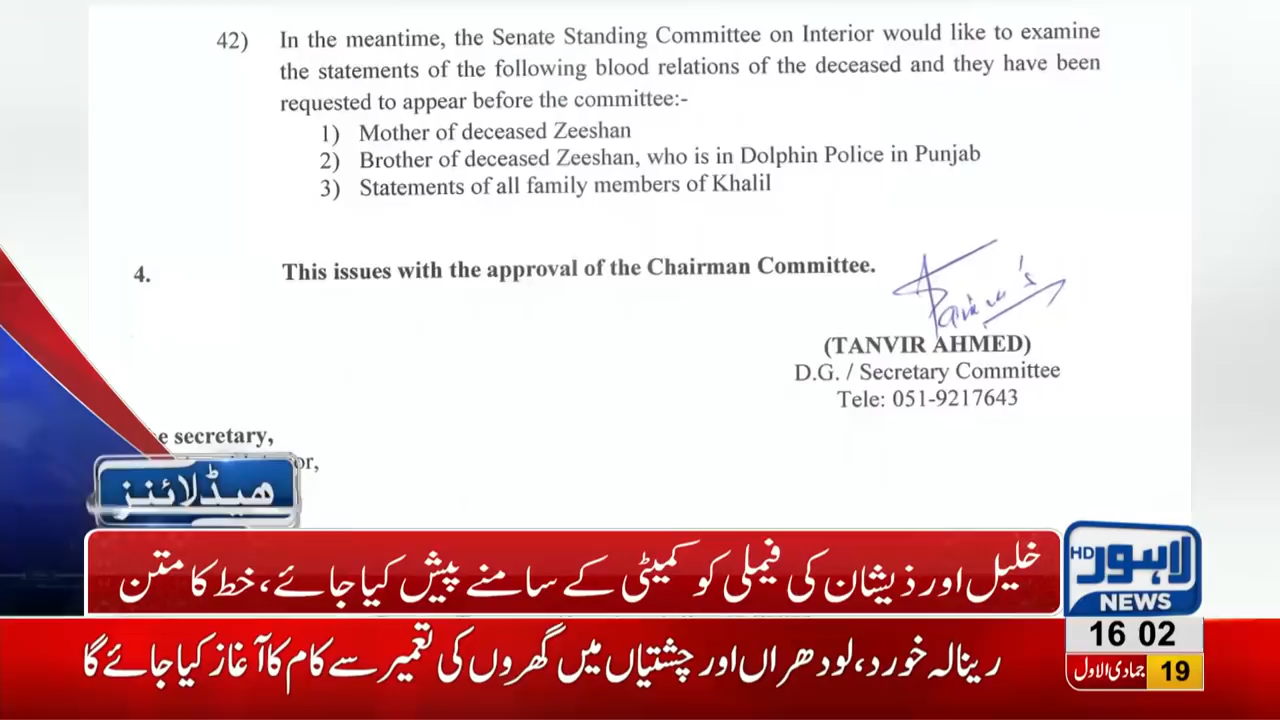 42) In the meantime, the Senate Standing Committee on Interior would like to examine
the statements of the following blood relations of the deceased and they have been
requested to appear before the committee:-
1) Mother of deceased Zeeshan
2) Brother of deceased Zeeshan, who is in Dolphin Police in Punjab
3) Statements of all family members of Khalil
4. This issues with the approval of the Chairman Committee.
(TANVIR AHMED)
D.G. / Secretary Committee
Tele: 051-9217643
secretary,
ہیڈلائنز
خلیل اور ذیشان کی فیملی کو کمیٹی کے سامنے پیش کیا جائے، خط کا متن
لاہور
HD
NEWS
16 02
رینالہ خورد، لودھراں اور چشتیاں میں گھروں کی تعمیر سے کام کا آغاز کیا جائے گا
جمادی الاول 19